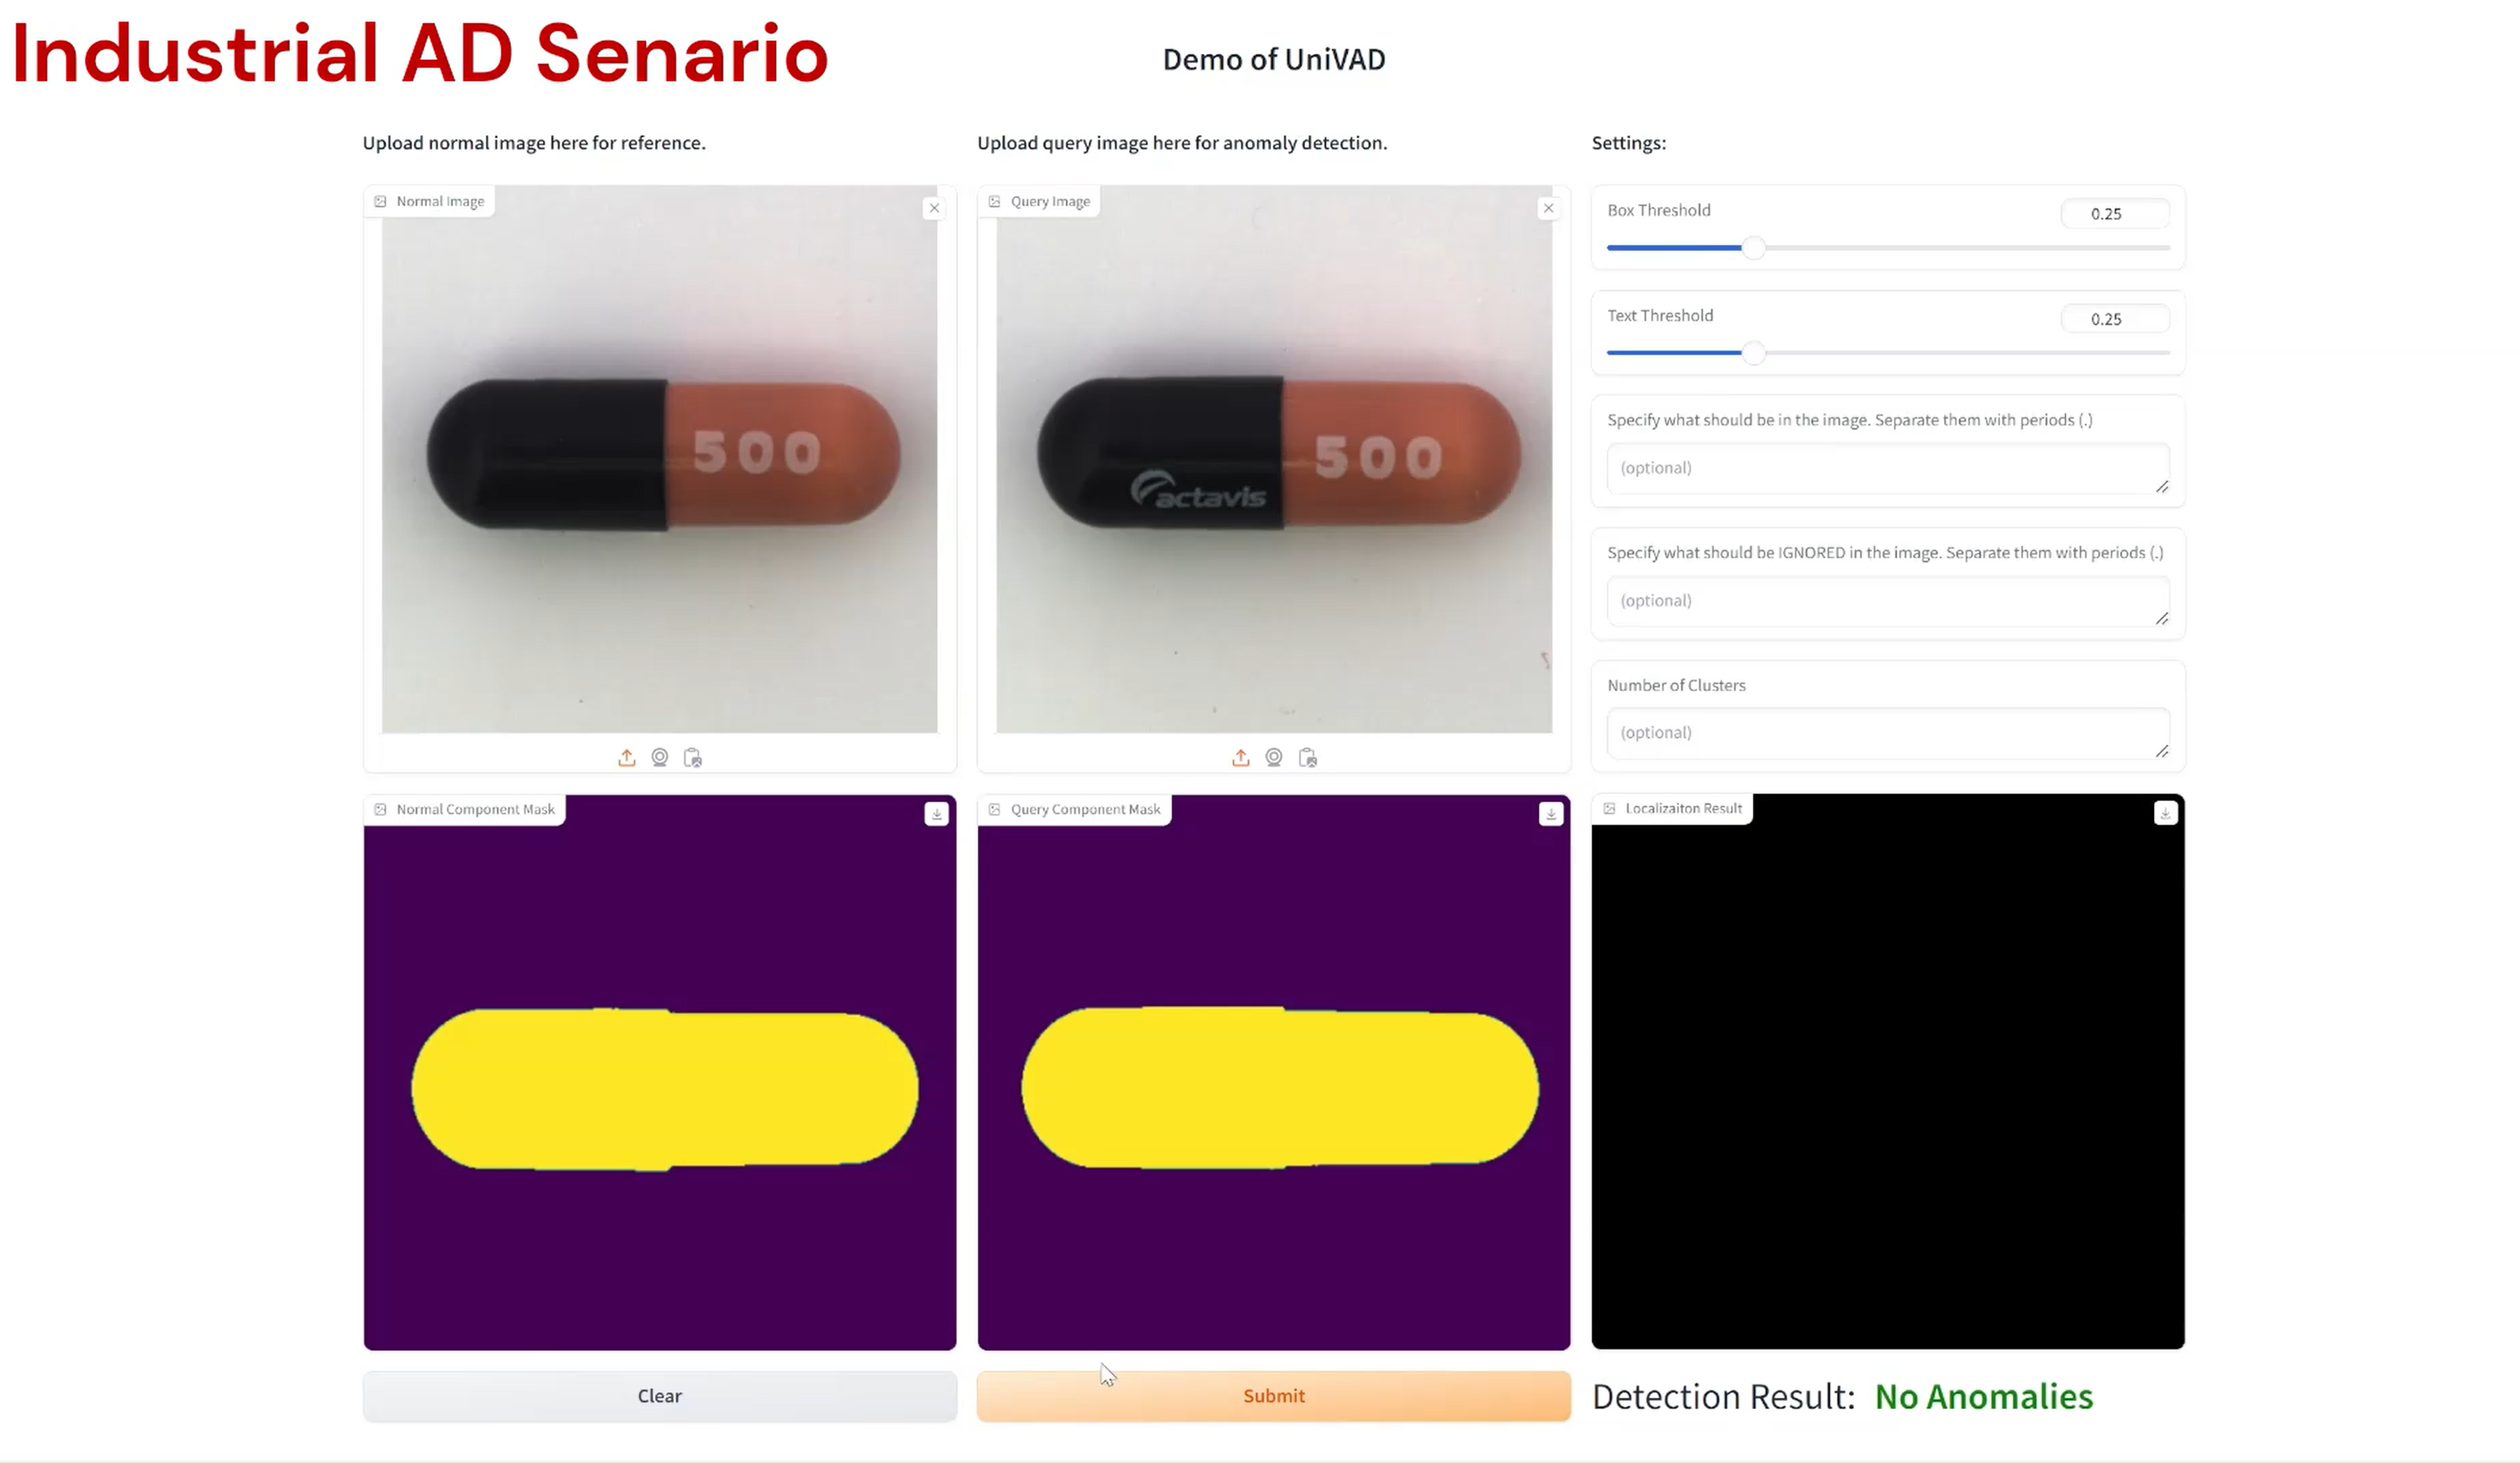 Industrial AD Senario
Demo of UniVAD
Upload normal image here for reference.
Upload query image here for anomaly detection.
Settings:
Normal Image
Query Image
500
actavis
500
Box Threshold
0.25
Text Threshold
0.25
Specify what should be in the image. Separate them with periods (.)
(optional)
Specify what should be IGNORED in the image. Separate them with periods (.)
(optional)
Number of Clusters
(optional)
Normal Component Mask
Query Component Mask
Localizaiton Result
Clear
Submit
Detection Result: No Anomalies